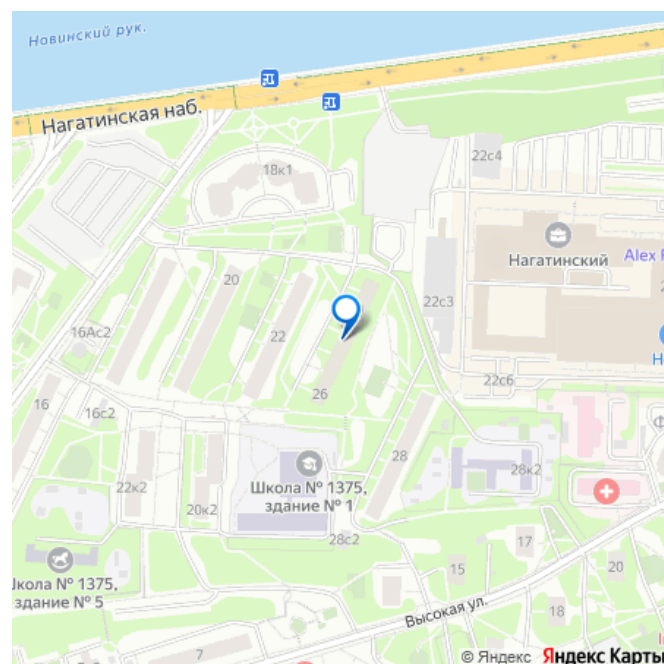 Новинский рук.
Нагатинская наб.
18к1
22с4
Нагатинский
Alex
20
22с3
16Ас2
22
22с6
26
16
16с2
28
Школа № 1375,
здание № 1
28к2
22к2
20к2
28с2
17
Школа № 1375,
здание № 5
15
20
Высокая ул.
18
7
© Яндекс Яндекс Карты